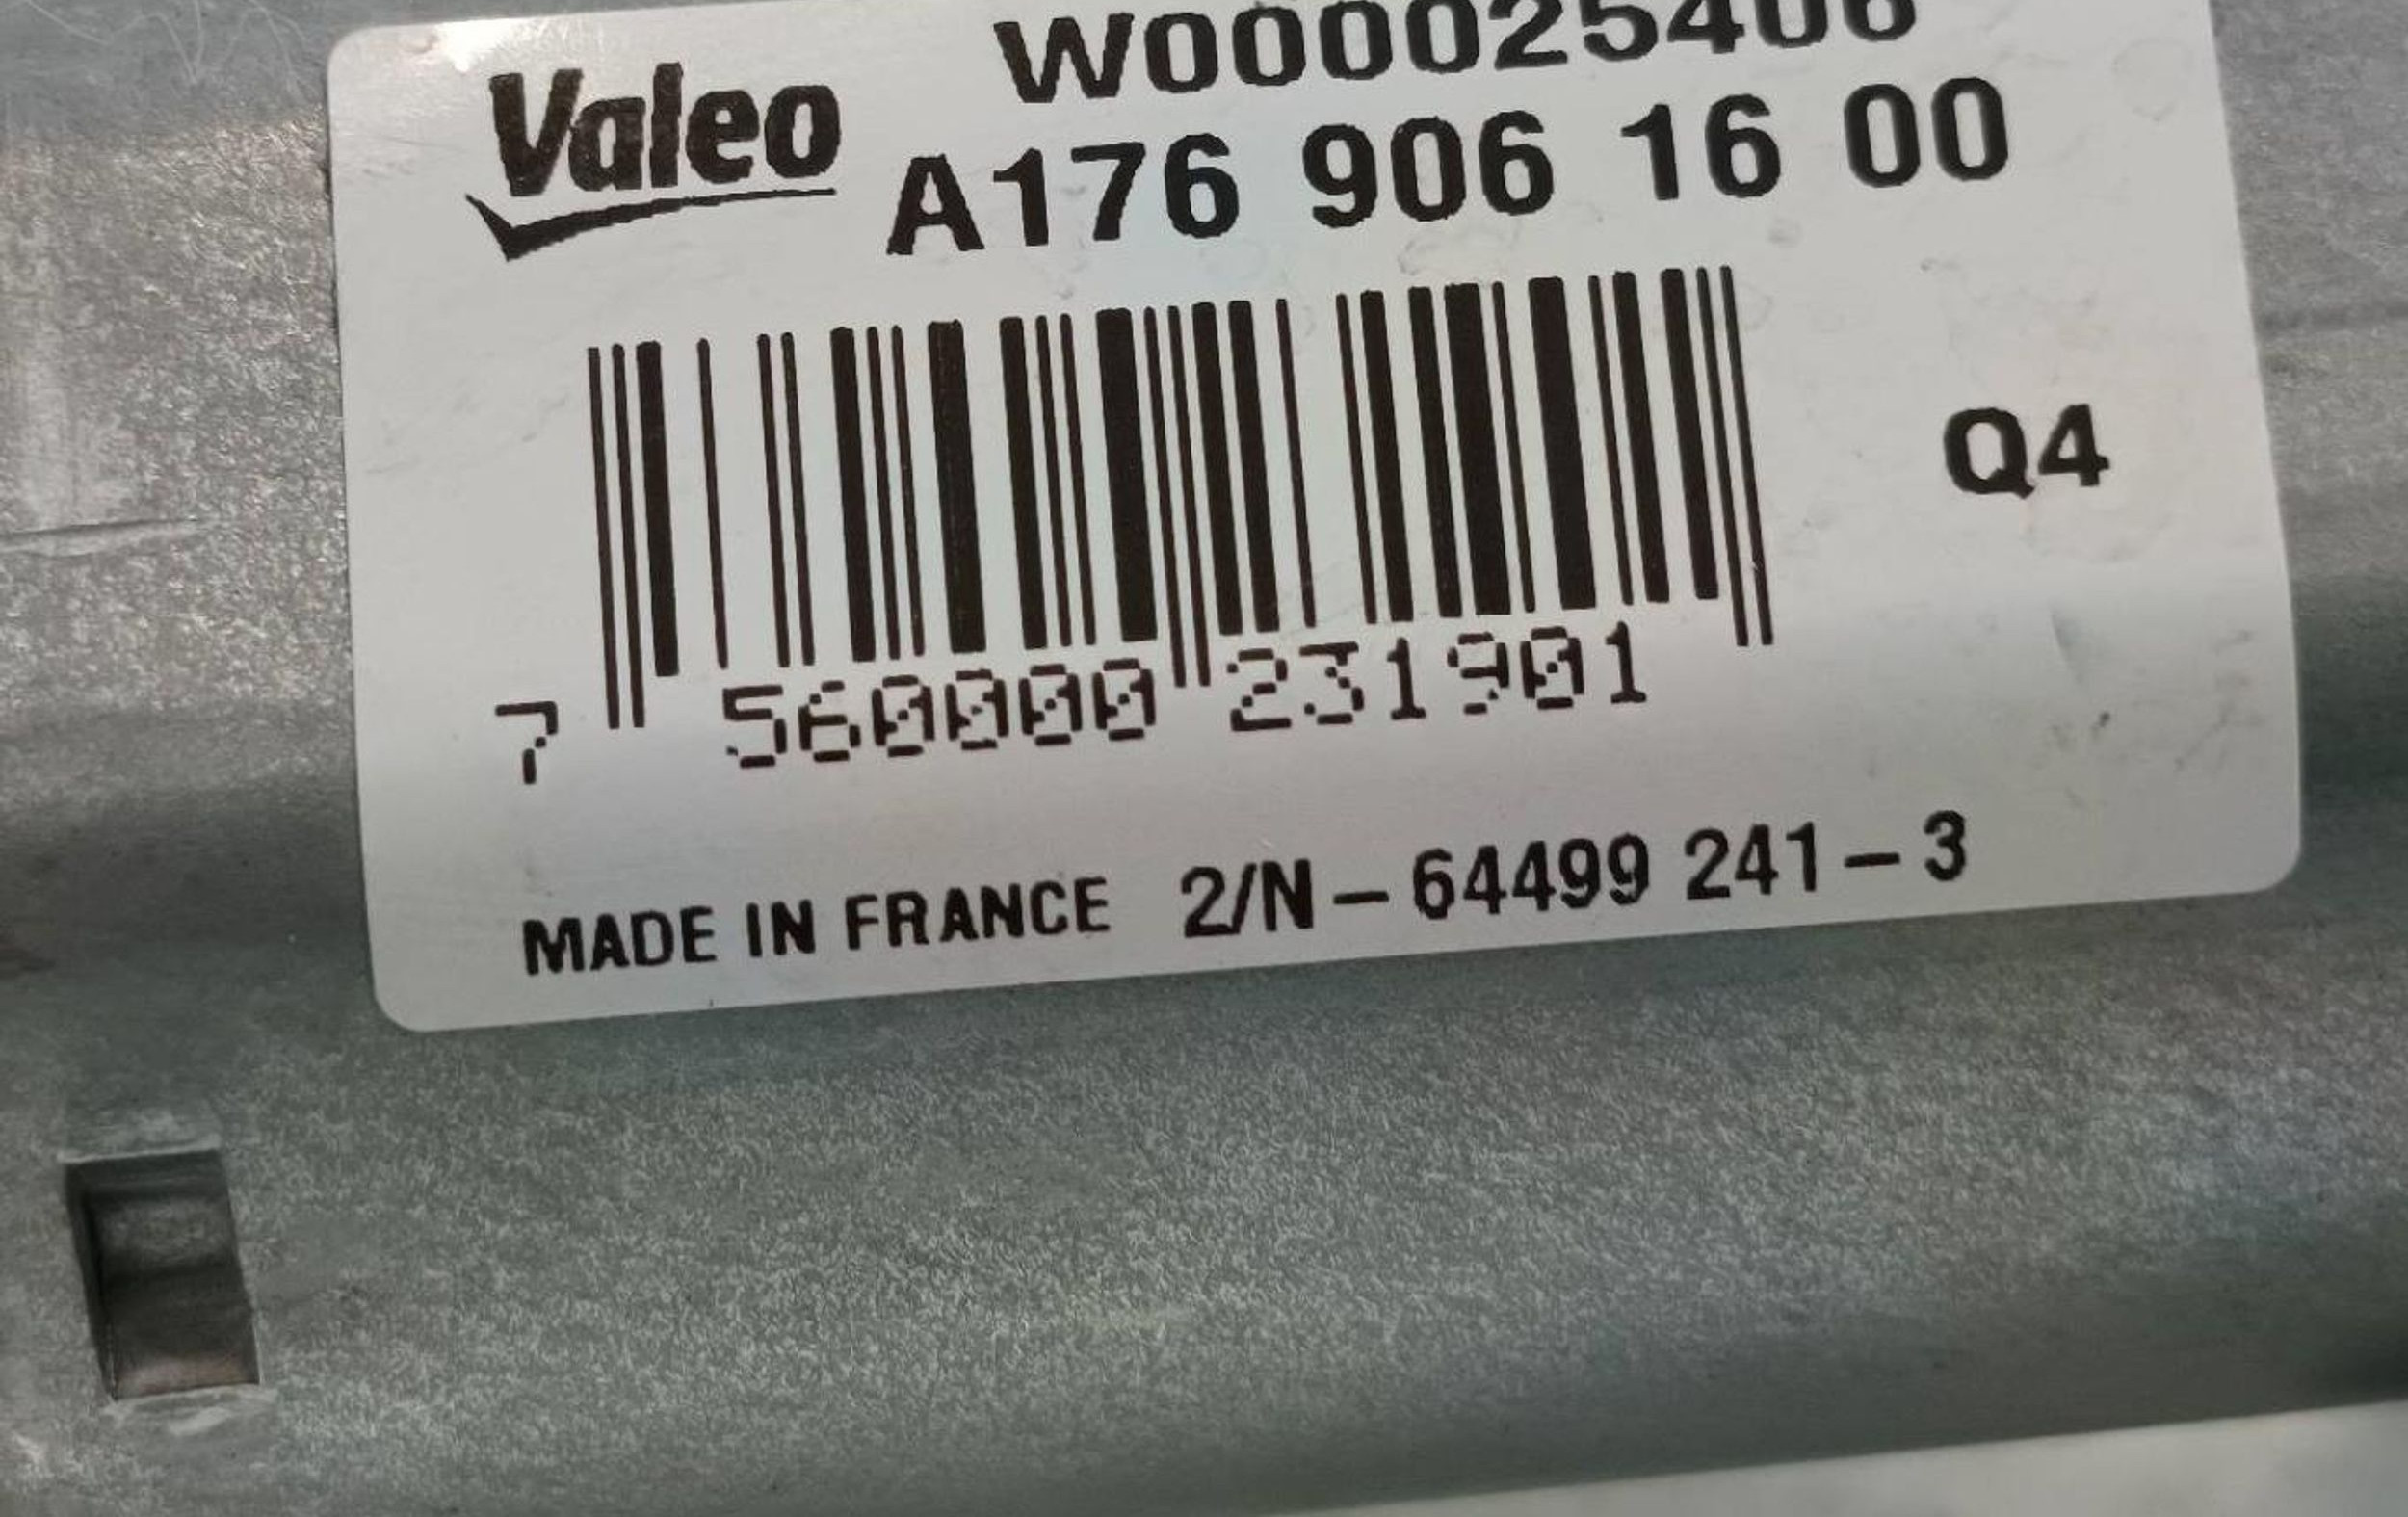 Valeo
W000025406
A176 906 16 00
Q4
7 560000 231901
MADE IN FRANCE 2/N – 64499 241 – 3